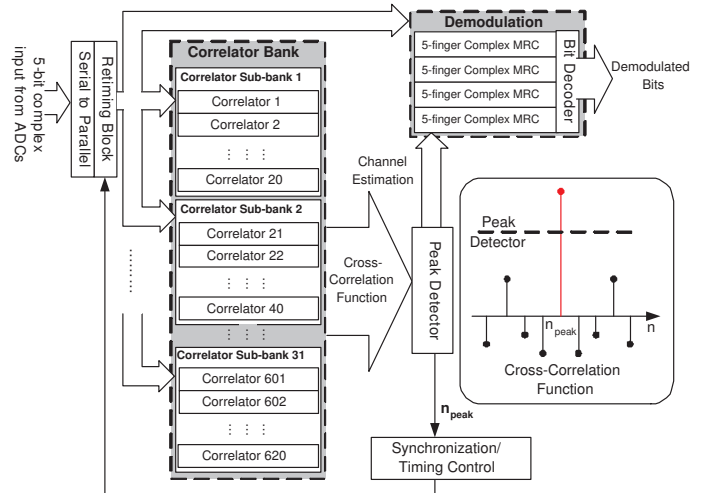 5-bit complex
input from ADCs
Serial to Parallel
Retiming Block
Correlator Bank
Correlator Sub-bank 1
Correlator 1
Correlator 2
⋮ ⋮ ⋮
Correlator 20
Correlator Sub-bank 2
Correlator 21
Correlator 22
⋮ ⋮ ⋮
Correlator 40
⋮ ⋮ ⋮
Correlator Sub-bank 31
Correlator 601
Correlator 602
⋮ ⋮ ⋮
Correlator 620
Demodulation
5-finger Complex MRC
5-finger Complex MRC
5-finger Complex MRC
5-finger Complex MRC
Bit Decoder
Demodulated
Bits
Channel
Estimation
Cross-
Correlation
Function
Peak Detector
Peak
Detector
n_peak
n
Cross-Correlation
Function
n_peak
Synchronization/
Timing Control